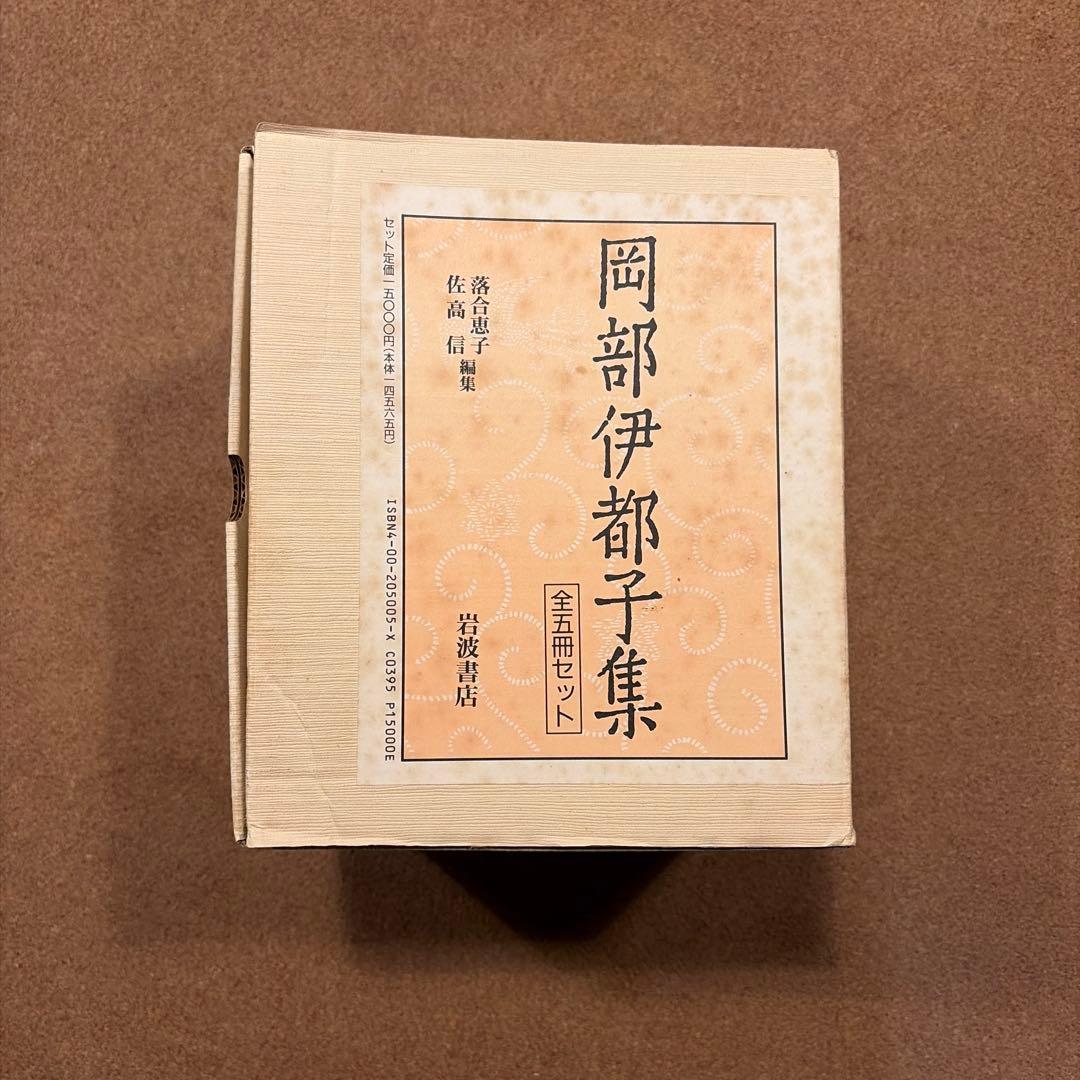 岡部伊都子集
全五冊セット
落合恵子
佐高 信 編集
岩波書店
セット定価一五〇〇〇円(本体一四五六五円)
ISBN4-00-205005-X C0395 P15000E